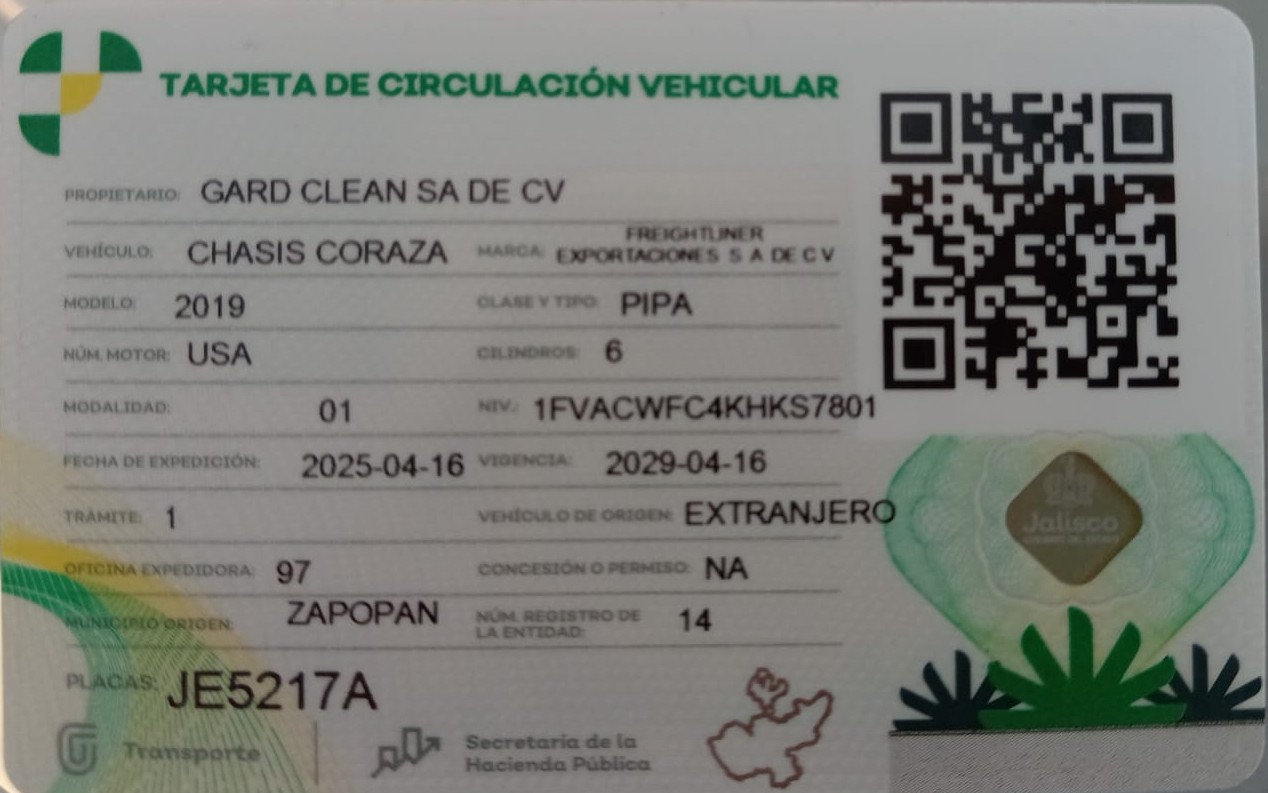 TARJETA DE CIRCULACIÓN VEHICULAR
PROPIETARIO: GARD CLEAN SA DE CV
VEHÍCULO: CHASIS CORAZA MARCA: FREIGHTLINER
EXPORTACIONES S A DE C V
MODELO: 2019 CLASE Y TIPO: PIPA
NÚM. MOTOR: USA CILINDROS: 6
MODALIDAD: 01 NIV.: 1FVACWFC4KHKS7801
FECHA DE EXPEDICIÓN: 2025-04-16 VIGENCIA: 2029-04-16
TRÁMITE: 1 VEHÍCULO DE ORIGEN: EXTRANJERO
OFICINA EXPEDIDORA: 97 CONCESIÓN O PERMISO: NA
MUNICIPIO ORIGEN: ZAPOPAN NÚM. REGISTRO DE
LA ENTIDAD: 14
PLACAS: JE5217A
Transporte
Secretaría de la
Hacienda Pública
Jalisco